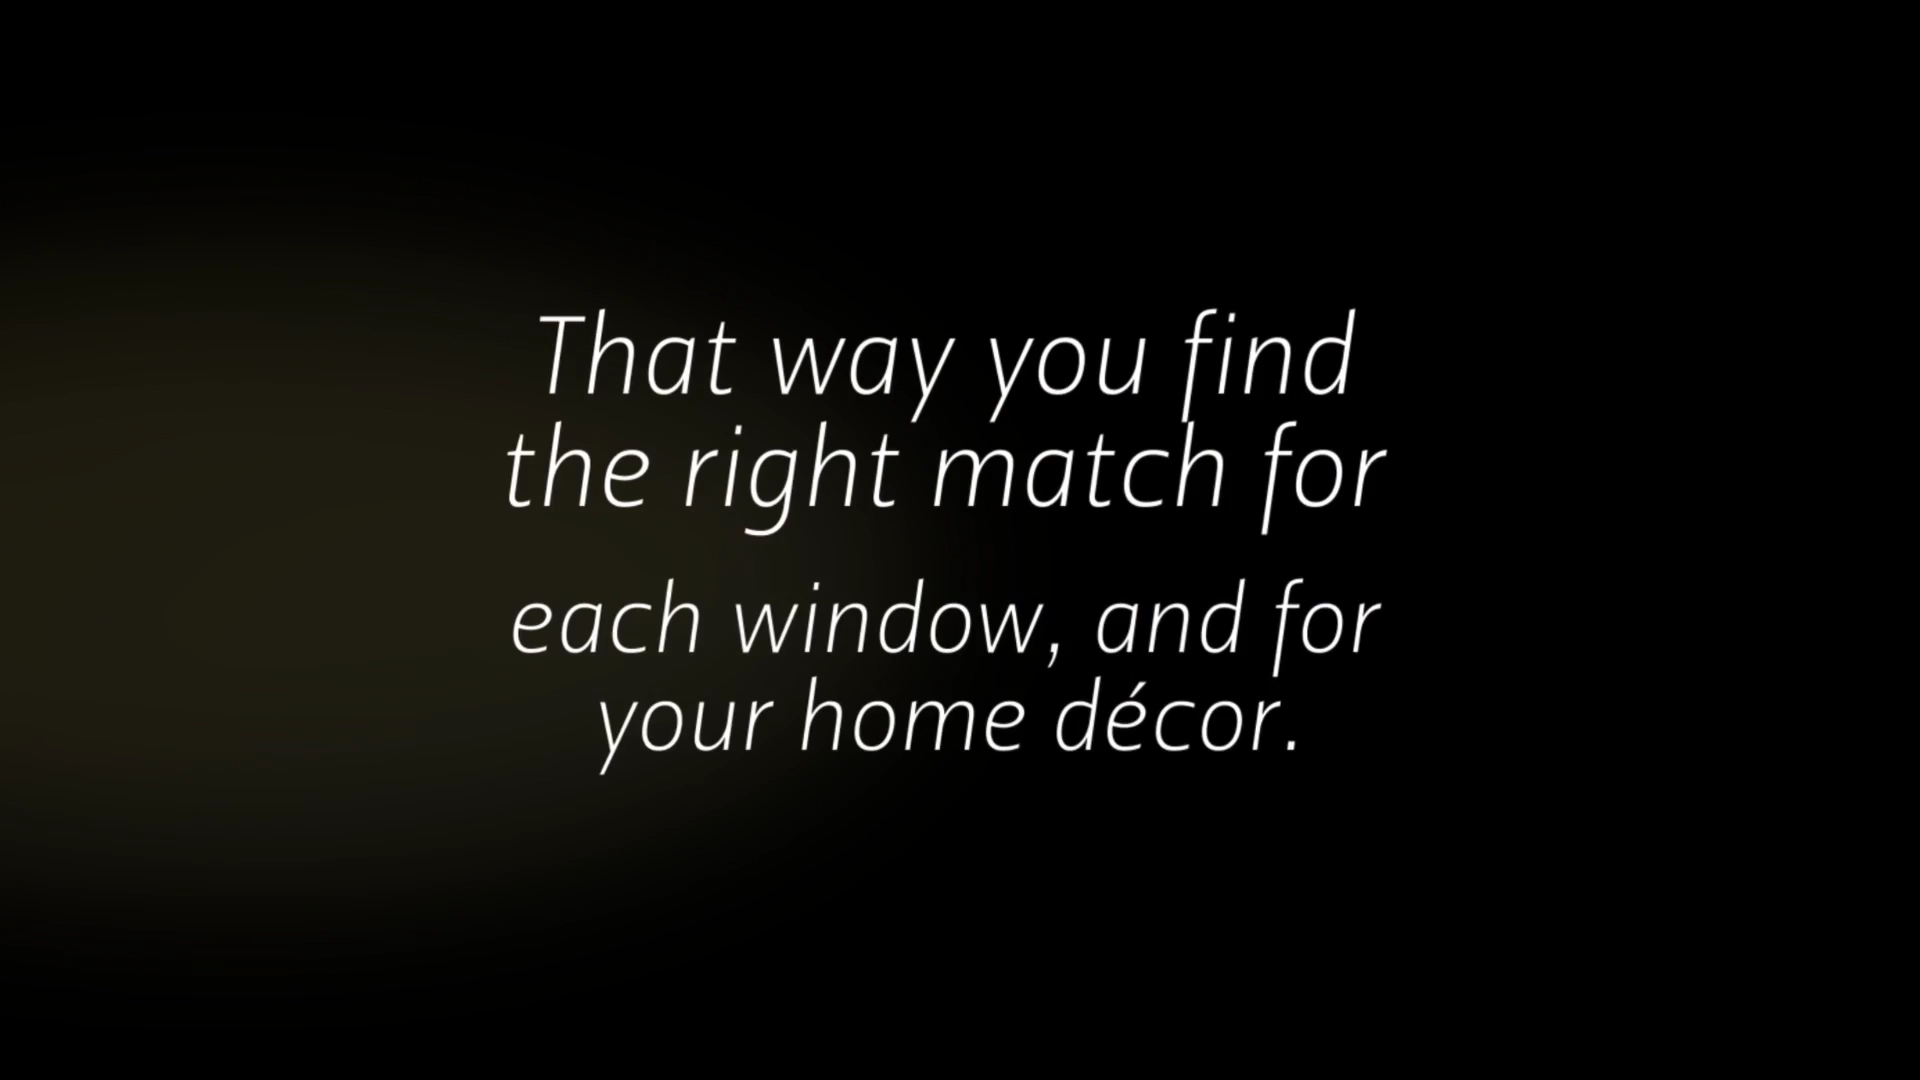 That way you find
the right match for
each window, and for
your home décor.